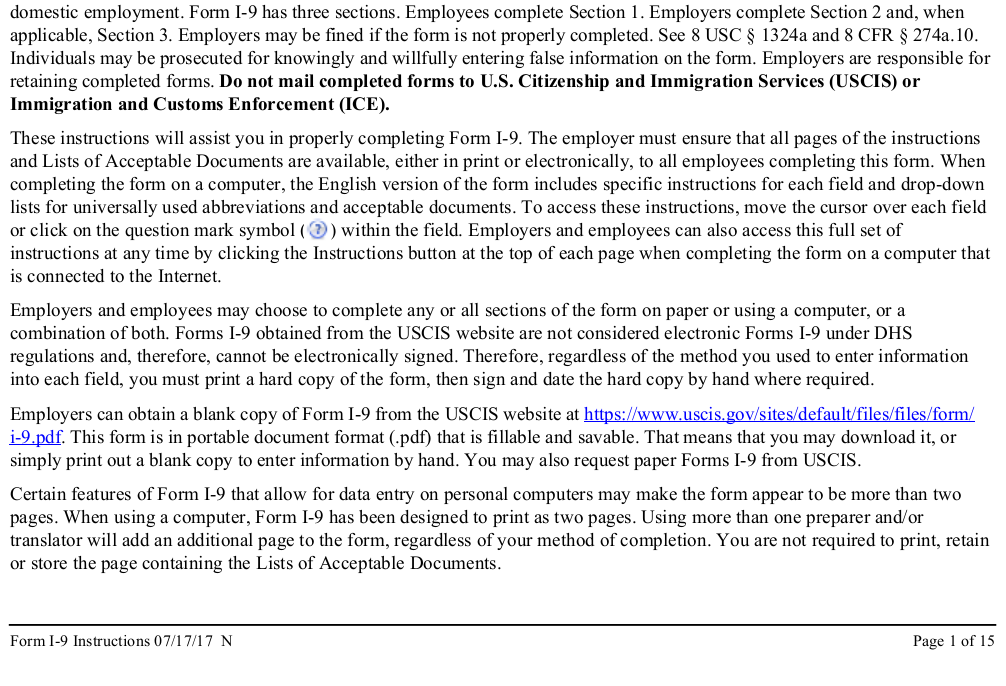 domestic employment. Form I-9 has three sections. Employees complete Section 1. Employers complete Section 2 and, when
applicable, Section 3. Employers may be fined if the form is not properly completed. See 8 USC § 1324a and 8 CFR § 274a.10.
Individuals may be prosecuted for knowingly and willfully entering false information on the form. Employers are responsible for
retaining completed forms. Do not mail completed forms to U.S. Citizenship and Immigration Services (USCIS) or
Immigration and Customs Enforcement (ICE).
These instructions will assist you in properly completing Form I-9. The employer must ensure that all pages of the instructions
and Lists of Acceptable Documents are available, either in print or electronically, to all employees completing this form. When
completing the form on a computer, the English version of the form includes specific instructions for each field and drop-down
lists for universally used abbreviations and acceptable documents. To access these instructions, move the cursor over each field
or click on the question mark symbol (?) within the field. Employers and employees can also access this full set of
instructions at any time by clicking the Instructions button at the top of each page when completing the form on a computer that
is connected to the Internet.
Employers and employees may choose to complete any or all sections of the form on paper or using a computer, or a
combination of both. Forms I-9 obtained from the USCIS website are not considered electronic Forms I-9 under DHS
regulations and, therefore, cannot be electronically signed. Therefore, regardless of the method you used to enter information
into each field, you must print a hard copy of the form, then sign and date the hard copy by hand where required.
Employers can obtain a blank copy of Form I-9 from the USCIS website at https://www.uscis.gov/sites/default/files/files/form/
i-9.pdf. This form is in portable document format (.pdf) that is fillable and savable. That means that you may download it, or
simply print out a blank copy to enter information by hand. You may also request paper Forms I-9 from USCIS.
Certain features of Form I-9 that allow for data entry on personal computers may make the form appear to be more than two
pages. When using a computer, Form I-9 has been designed to print as two pages. Using more than one preparer and/or
translator will add an additional page to the form, regardless of your method of completion. You are not required to print, retain
or store the page containing the Lists of Acceptable Documents.
Form I-9 Instructions 07/17/17 N
Page 1 of 15